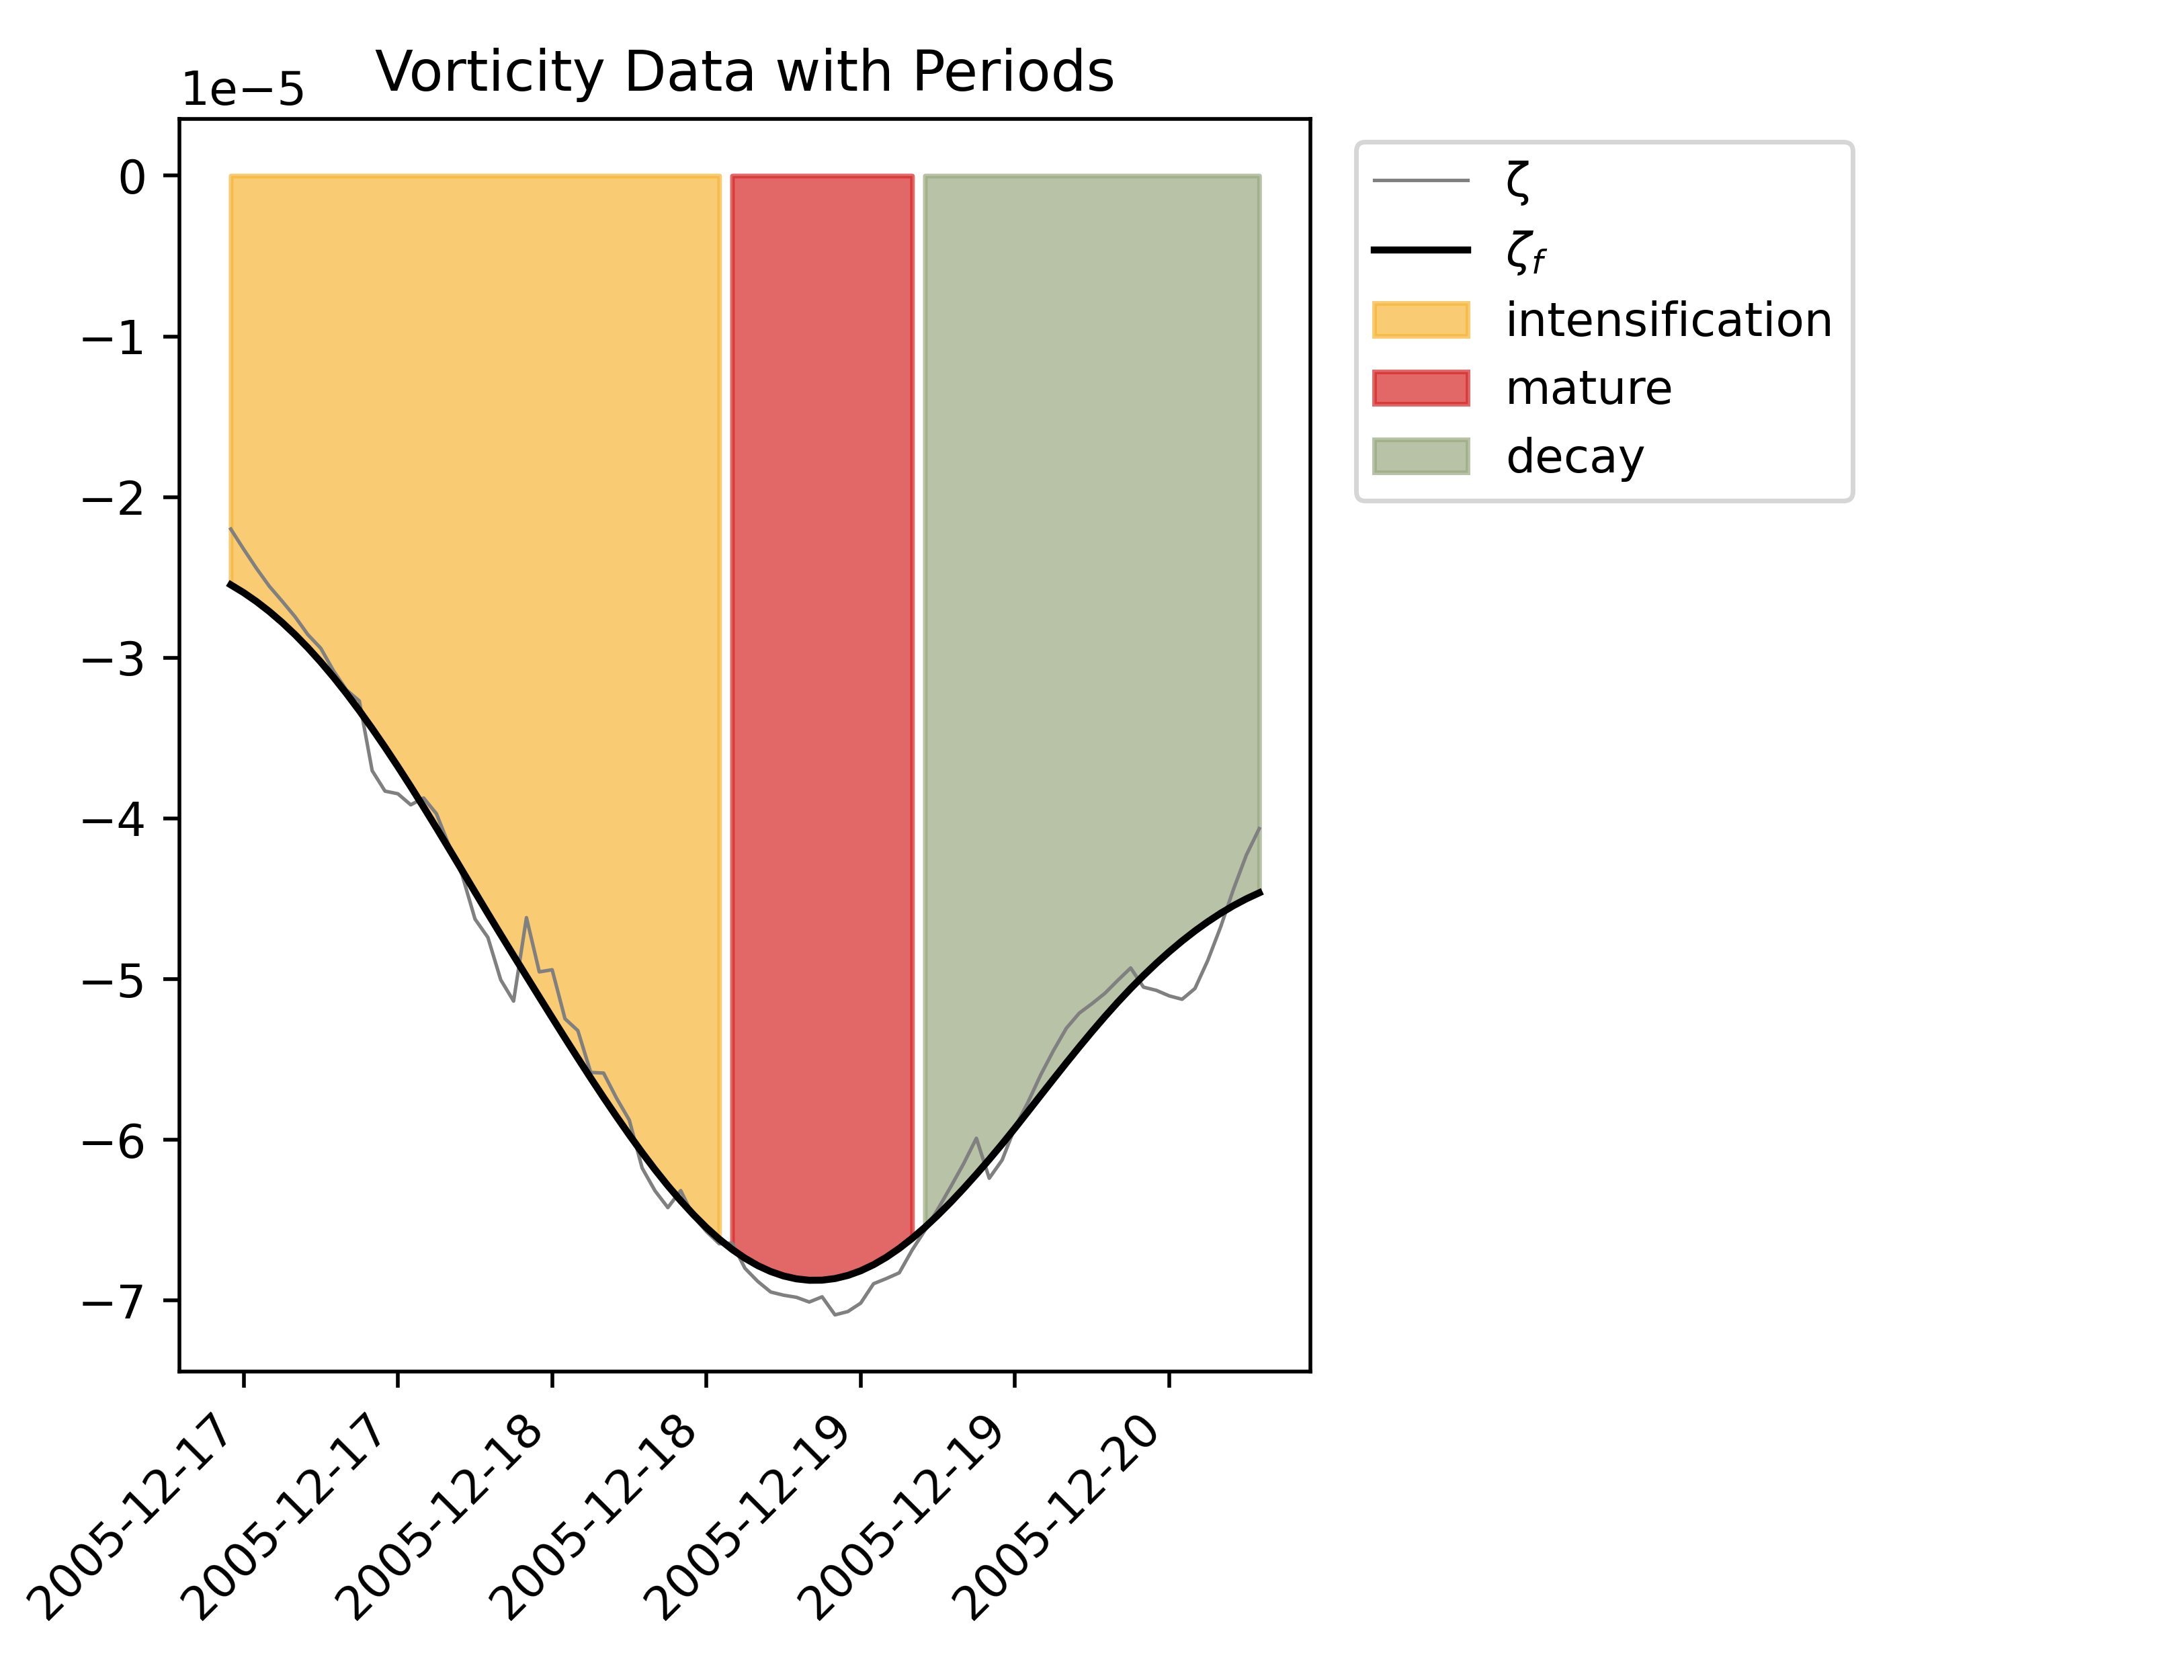 Vorticity Data with Periods
1e−5
0
−1
−2
−3
−4
−5
−6
−7
2005-12-17
2005-12-17
2005-12-18
2005-12-18
2005-12-19
2005-12-19
2005-12-20
ζ
ζf
intensification
mature
decay